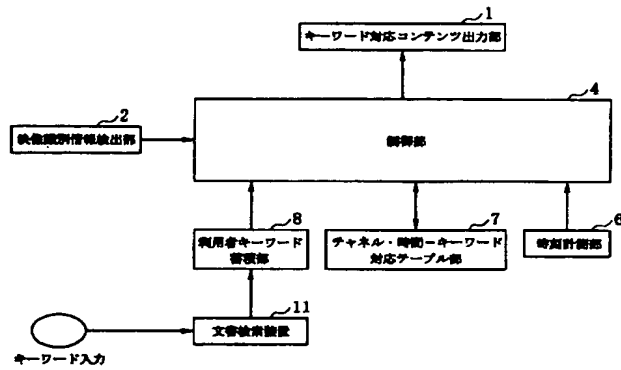 1
キーワード対応コンテンツ出力部
4
2
映像識別情報検出部
制御部
8
7
6
利用者キーワード
蓄積部
チャネル・時間-キーワード
対応テーブル部
時刻計測部
11
文書検索装置
キーワード入力